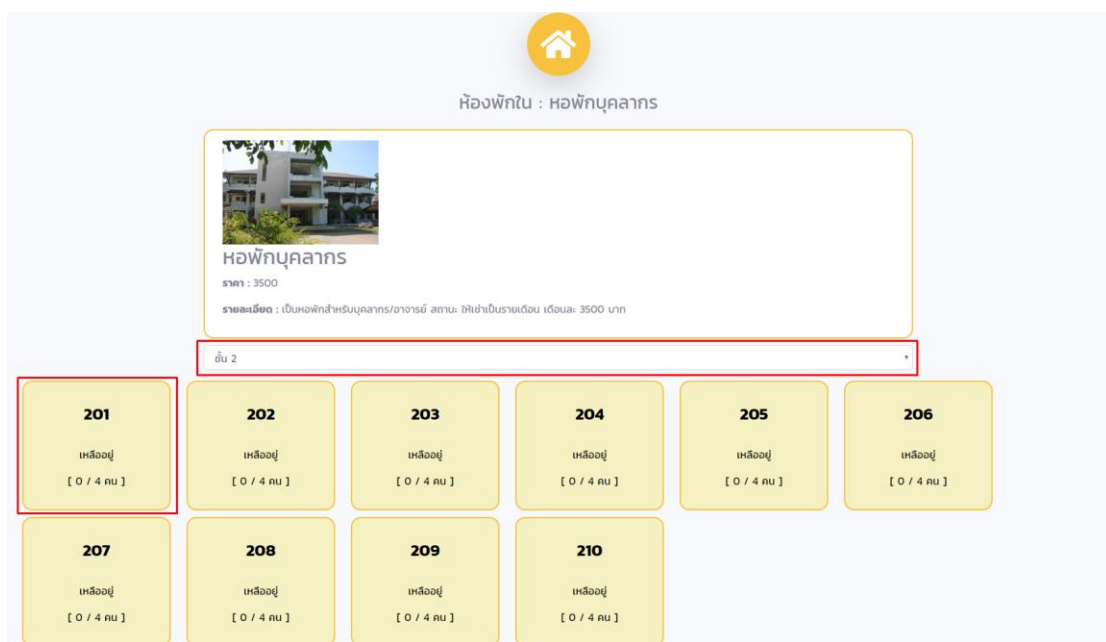 ห้องพักใน : หอพักบุคลากร
หอพักบุคลากร
ราคา : 3500
รายละเอียด : เป็นหอพักสำหรับบุคลากร/อาจารย์ สถานะ ให้เช่าเป็นรายเดือน เดือนละ 3500 บาท
ชั้น 2
201 202 203 204 205 206
เหลืออยู่ เหลืออยู่ เหลืออยู่ เหลืออยู่ เหลืออยู่ เหลืออยู่
[ 0 / 4 คน ] [ 0 / 4 คน ] [ 0 / 4 คน ] [ 0 / 4 คน ] [ 0 / 4 คน ] [ 0 / 4 คน ]
207 208 209 210
เหลืออยู่ เหลืออยู่ เหลืออยู่ เหลืออยู่
[ 0 / 4 คน ] [ 0 / 4 คน ] [ 0 / 4 คน ] [ 0 / 4 คน ]